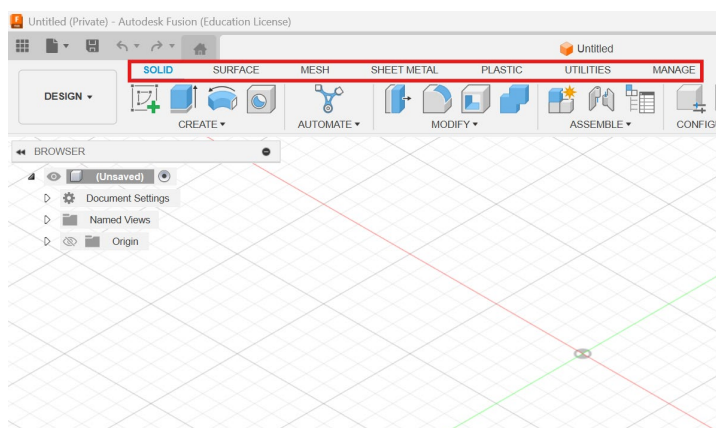 Untitled (Private) - Autodesk Fusion (Education License)
Untitled
SOLID SURFACE MESH SHEET METAL PLASTIC UTILITIES MANAGE
DESIGN
CREATE AUTOMATE MODIFY ASSEMBLE
BROWSER
(Unsaved)
Document Settings
Named Views
Origin